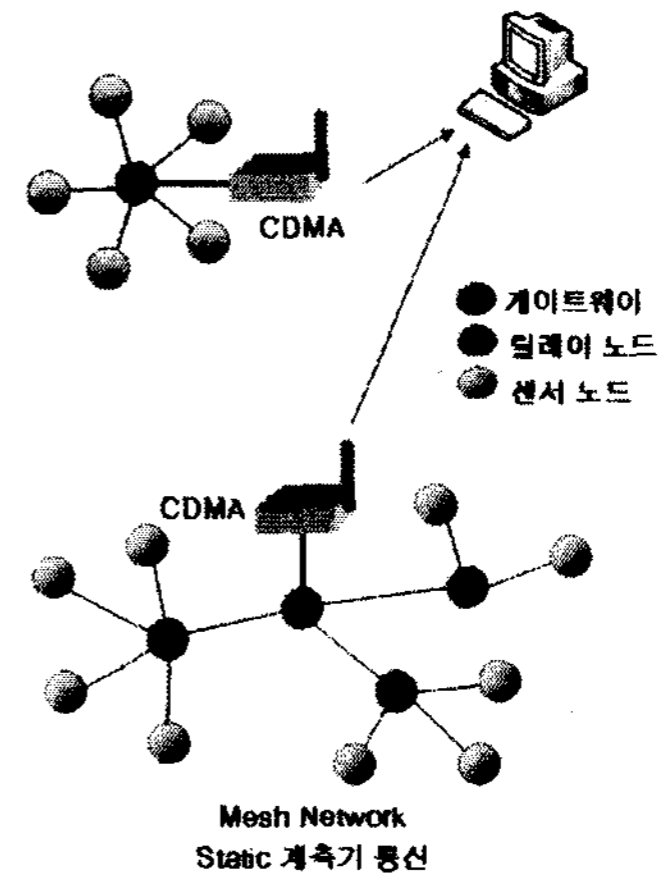 CDMA
게이트웨이
릴레이 노드
센서 노드
CDMA
Mesh Network
Static 계측기 통신